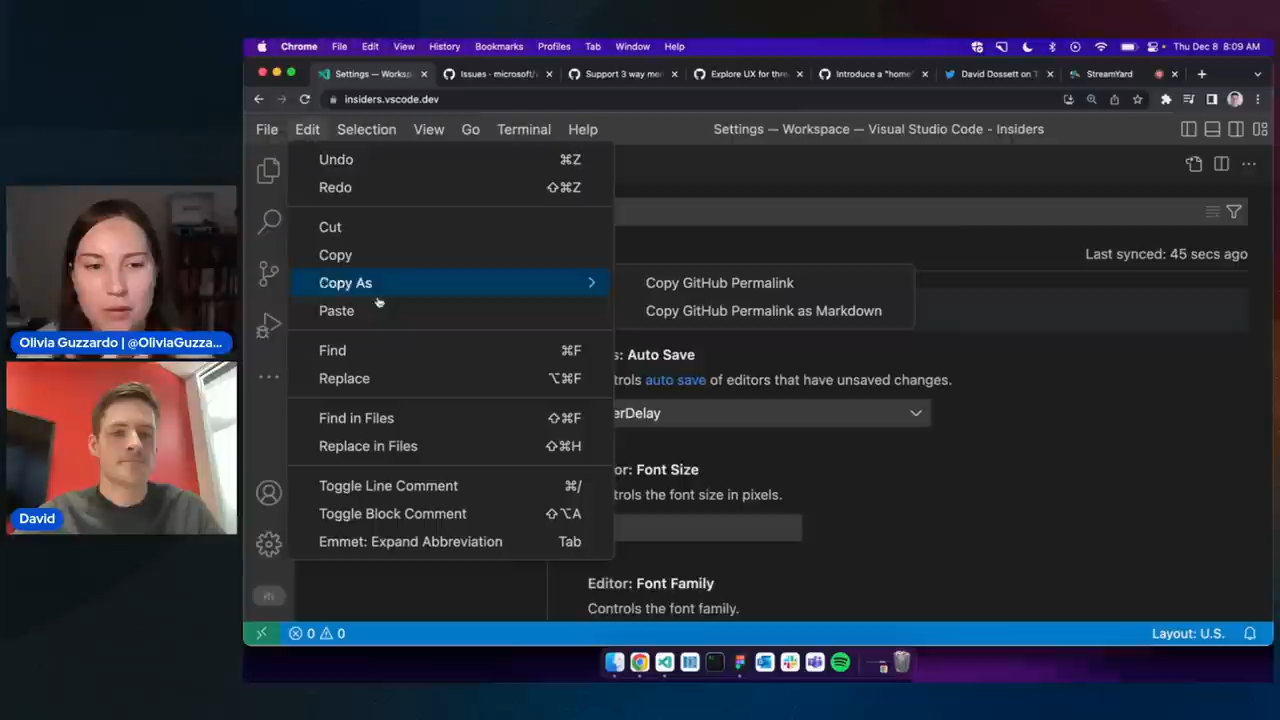 Chrome File Edit View History Bookmarks Profiles Tab Window Help Thu Dec 8 8:09 AM
Settings — Worksp Issues - microsoft/v Support 3 way me Explore UX for thre Introduce a "home David Dossett on T StreamYard
insiders.vscode.dev
File Edit Selection View Go Terminal Help Settings — Workspace — Visual Studio Code - Insiders
Undo ⌘Z
Redo ⇧⌘Z
Cut
Copy
Last synced: 45 secs ago
Copy As
Copy GitHub Permalink
Paste
Copy GitHub Permalink as Markdown
Olivia Guzzardo | @OliviaGuzza...
Find ⌘F
s: Auto Save
Replace ⌥⌘F
trols auto save of editors that have unsaved changes.
erDelay
Find in Files ⇧⌘F
Replace in Files ⇧⌘H
or: Font Size
Toggle Line Comment ⌘/
trols the font size in pixels.
Toggle Block Comment ⇧⌥A
David
Emmet: Expand Abbreviation Tab
Editor: Font Family
Controls the font family.
0 0 Layout: U.S.